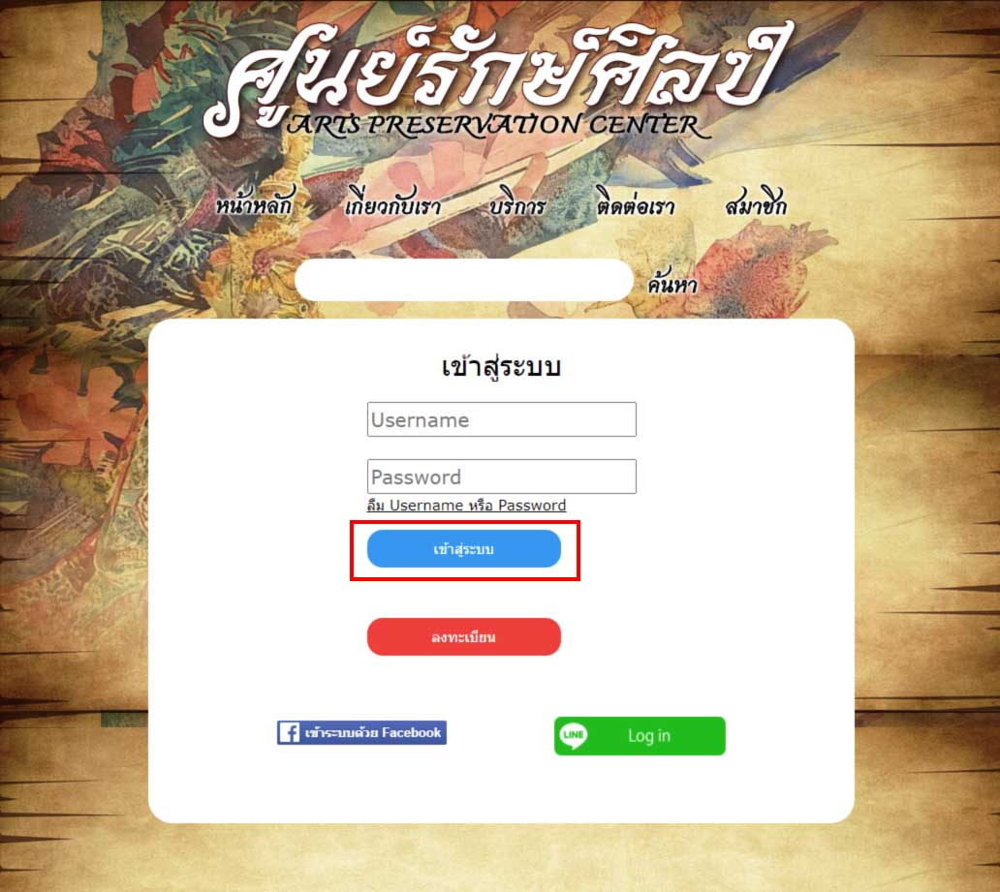 ศูนย์รักษ์ศิลป์
ARTS PRESERVATION CENTER
หน้าหลัก เกี่ยวกับเรา บริการ ติดต่อเรา สมาชิก
ค้นหา
เข้าสู่ระบบ
Username
Password
ลืม Username หรือ Password
เข้าสู่ระบบ
ลงทะเบียน
f เข้าระบบด้วย Facebook
LINE Log in